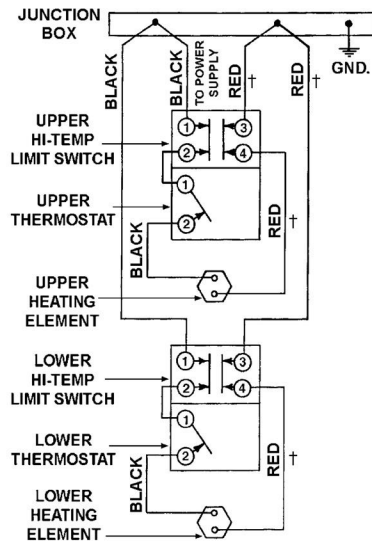 JUNCTION
BOX
BLACK
BLACK
TO POWER
SUPPLY
RED
†
RED
†
GND.
UPPER
HI-TEMP
LIMIT SWITCH
1
3
2
4
UPPER
THERMOSTAT
1
2
BLACK
RED
†
UPPER
HEATING
ELEMENT
LOWER
HI-TEMP
LIMIT SWITCH
1
3
2
4
LOWER
THERMOSTAT
1
2
BLACK
RED
†
LOWER
HEATING
ELEMENT